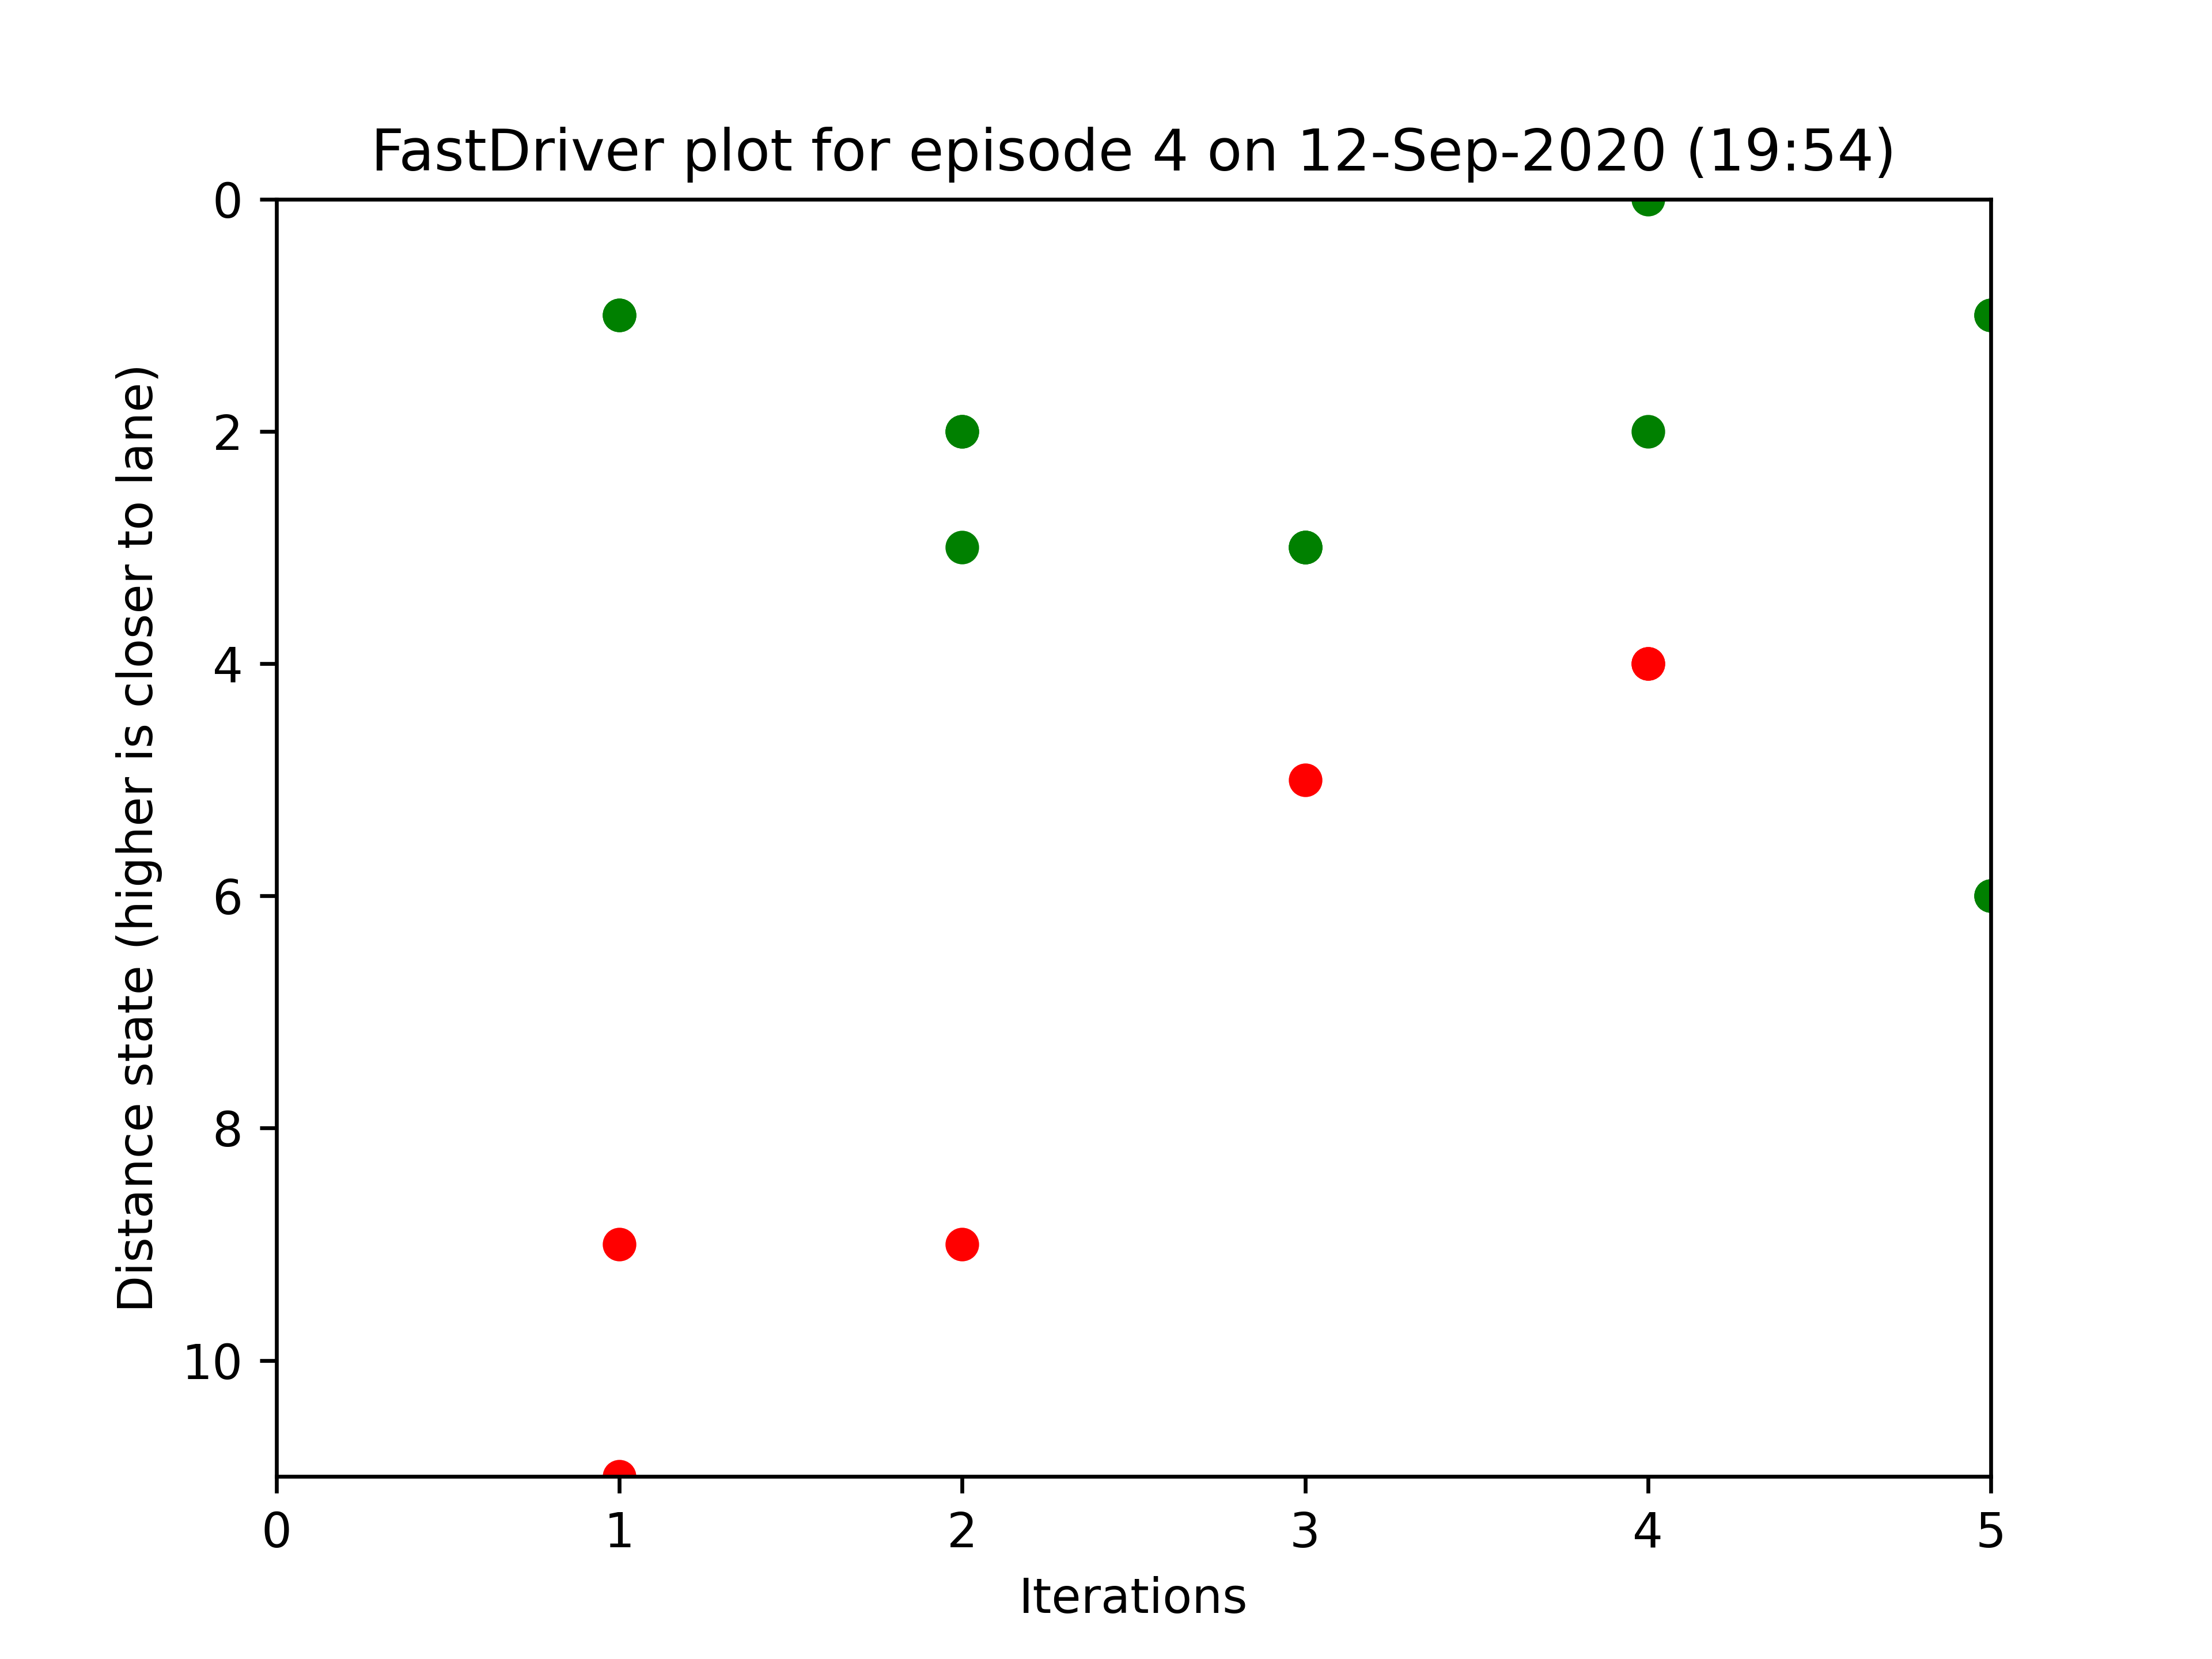 FastDriver plot for episode 4 on 12-Sep-2020 (19:54)
Distance state (higher is closer to lane)
0
2
4
6
8
10
0 1 2 3 4 5
Iterations